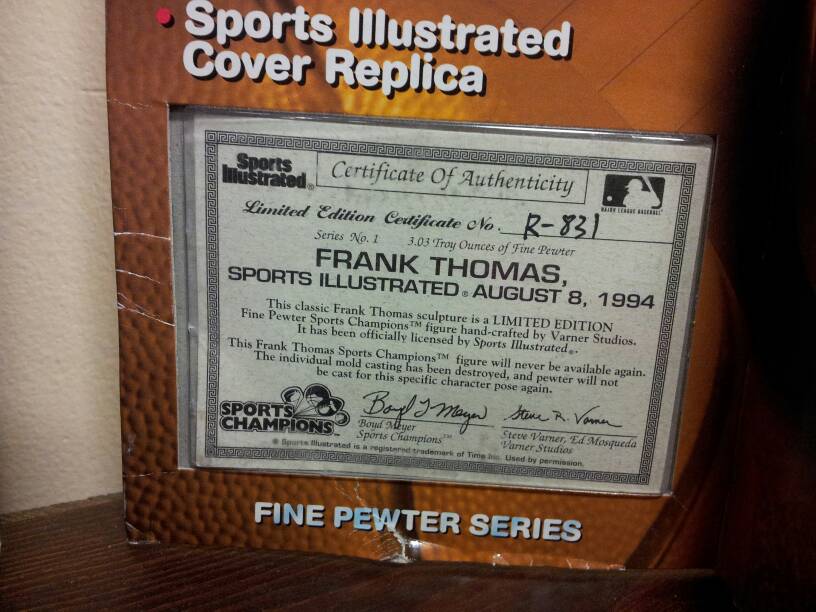 • Sports Illustrated
Cover Replica
Sports
Illustrated®
Certificate Of Authenticity
MAJOR LEAGUE BASEBALL®
Limited Edition Certificate No. R-831
Series No. 1 3.03 Troy Ounces of Fine Pewter
FRANK THOMAS,
SPORTS ILLUSTRATED® AUGUST 8, 1994
This classic Frank Thomas sculpture is a LIMITED EDITION
Fine Pewter Sports Champions™ figure hand-crafted by Varner Studios.
It has been officially licensed by Sports Illustrated®.
This Frank Thomas Sports Champions™ figure will never be available again.
The individual mold casting has been destroyed, and pewter will not
be cast for this specific character pose again.
SPORTS
CHAMPIONS™
Boyd J Meyer
Boyd Meyer
Sports Champions™
Steve R. Varner
Steve Varner, Ed Mosqueda
Varner Studios
® Sports Illustrated is a registered trademark of Time Inc. Used by permission.
FINE PEWTER SERIES